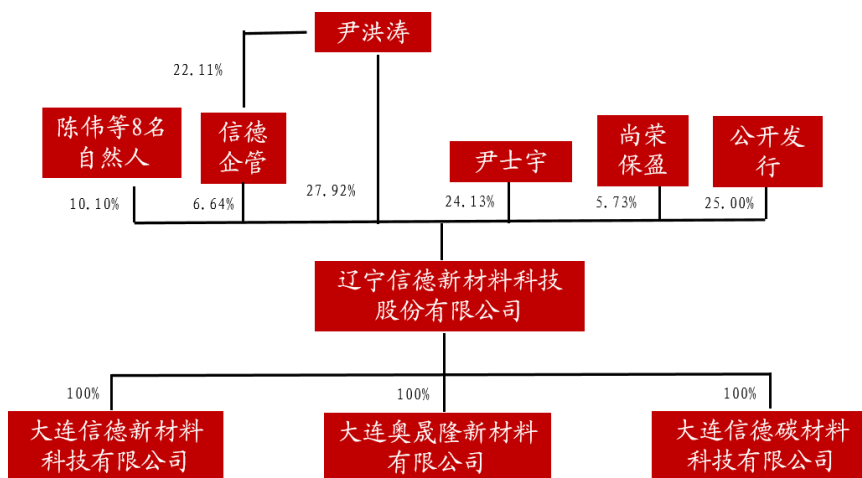 尹洪涛
22.11%
陈伟等8名
自然人
信德
企管
尹士宇
尚荣
保盈
公开发
行
10.10%
6.64%
27.92%
24.13%
5.73%
25.00%
辽宁信德新材料科技
股份有限公司
100%
100%
100%
大连信德新材料
科技有限公司
大连奥晟隆新材料
有限公司
大连信德碳材料
科技有限公司